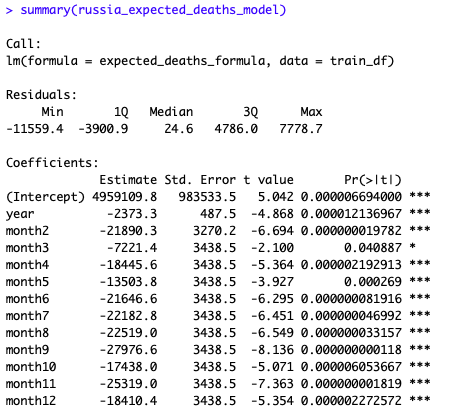 > summary(russia_expected_deaths_model)
Call:
lm(formula = expected_deaths_formula, data = train_df)
Residuals:
Min 1Q Median 3Q Max
-11559.4 -3900.9 24.6 4786.0 7778.7
Coefficients:
Estimate Std. Error t value Pr(>|t|)
(Intercept) 4959109.8 983533.5 5.042 0.000006694000 ***
year -2373.3 487.5 -4.868 0.000012136967 ***
month2 -21890.3 3270.2 -6.694 0.000000019782 ***
month3 -7221.4 3438.5 -2.100 0.040887 *
month4 -18445.6 3438.5 -5.364 0.000002192913 ***
month5 -13503.8 3438.5 -3.927 0.000269 ***
month6 -21646.6 3438.5 -6.295 0.000000081916 ***
month7 -22182.8 3438.5 -6.451 0.000000046992 ***
month8 -22519.0 3438.5 -6.549 0.000000033157 ***
month9 -27976.6 3438.5 -8.136 0.000000000118 ***
month10 -17438.0 3438.5 -5.071 0.000006053667 ***
month11 -25319.0 3438.5 -7.363 0.000000001819 ***
month12 -18410.4 3438.5 -5.354 0.000002272572 ***